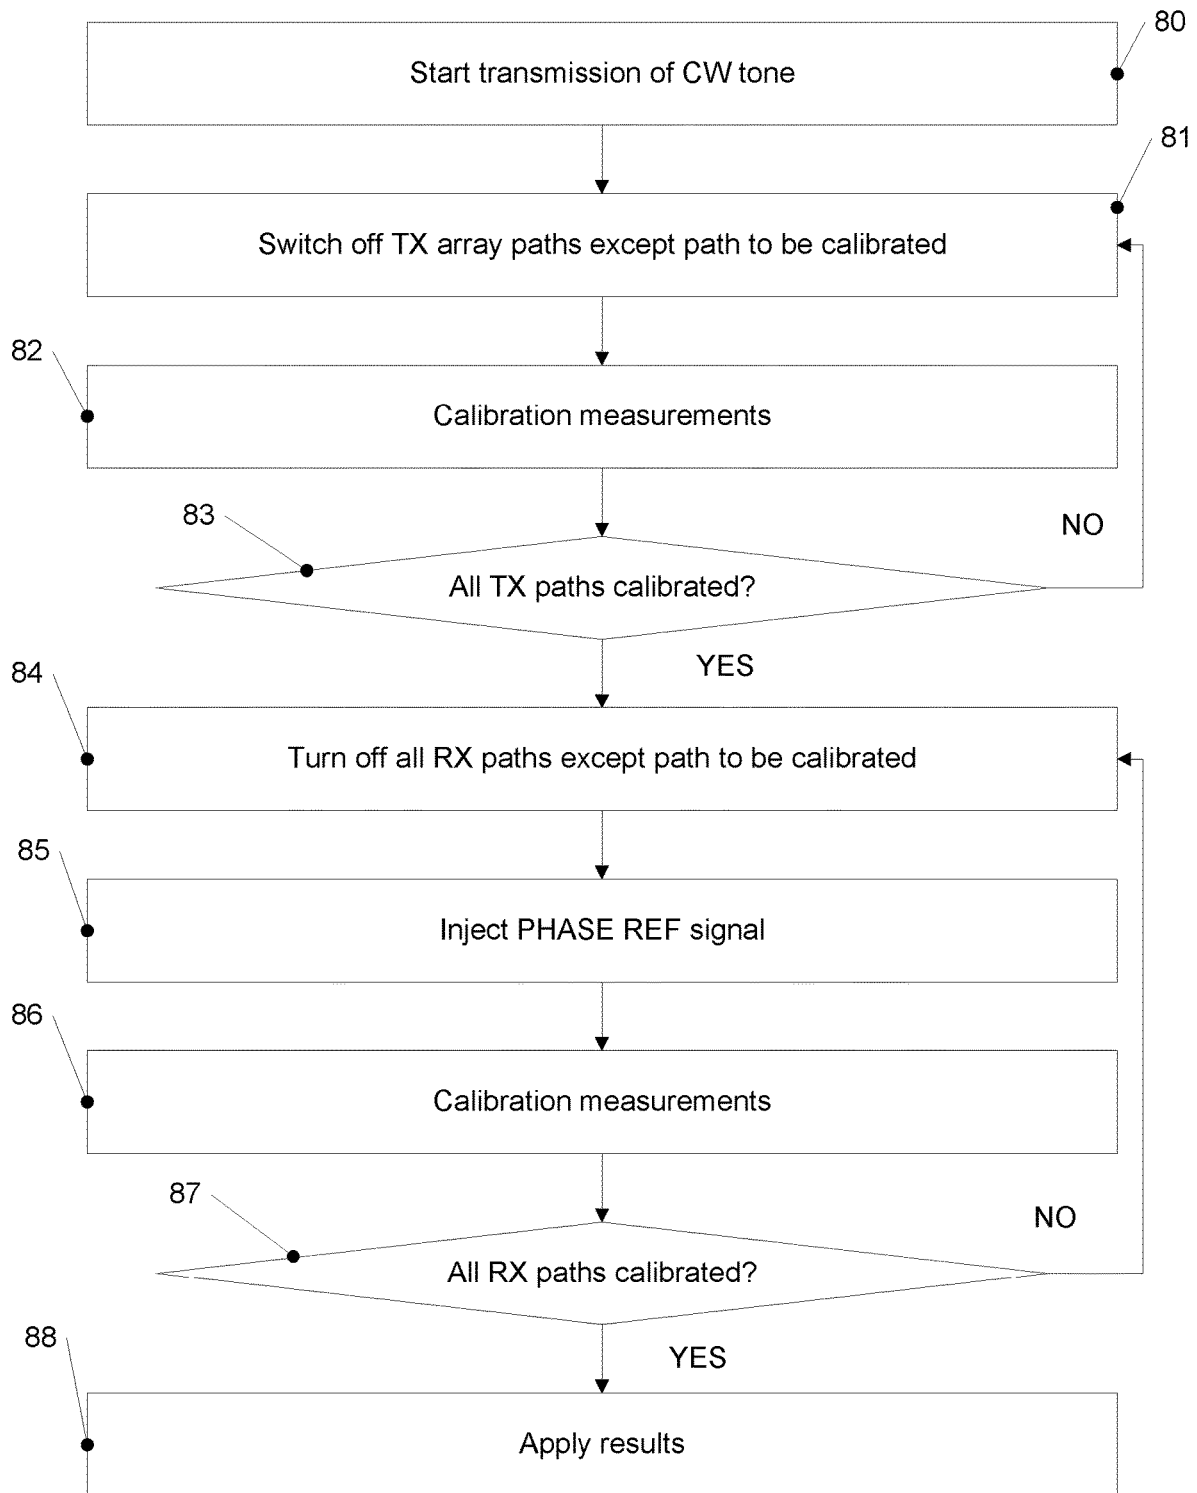 80
Start transmission of CW tone
81
Switch off TX array paths except path to be calibrated
82
Calibration measurements
83
NO
All TX paths calibrated?
YES
84
Turn off all RX paths except path to be calibrated
85
Inject PHASE REF signal
86
Calibration measurements
87
NO
All RX paths calibrated?
YES
88
Apply results